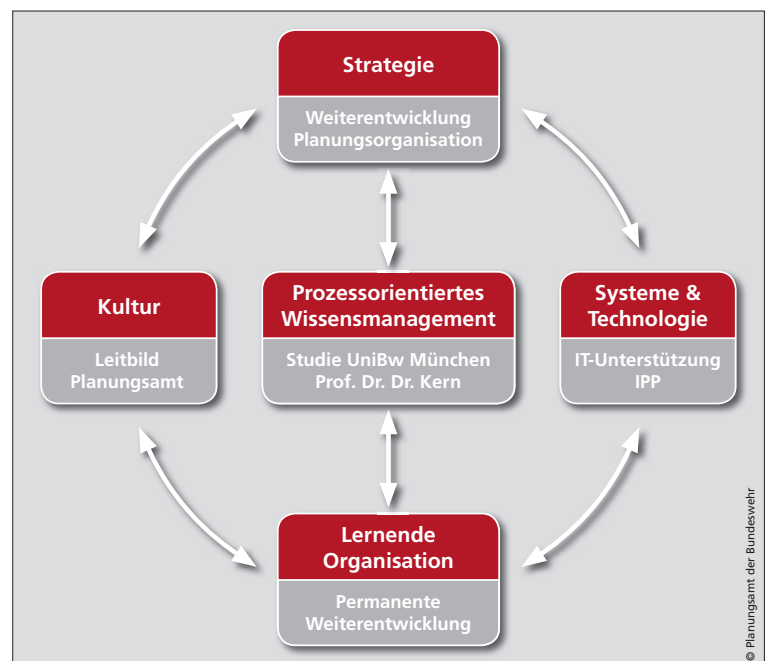 Strategie
Weiterentwicklung
Planungsorganisation
Kultur
Leitbild
Planungsamt
Prozessorientiertes
Wissensmanagement
Studie UniBw München
Prof. Dr. Dr. Kern
Systeme &
Technologie
IT-Unterstützung
IPP
Lernende
Organisation
Permanente
Weiterentwicklung
© Planungsamt der Bundeswehr